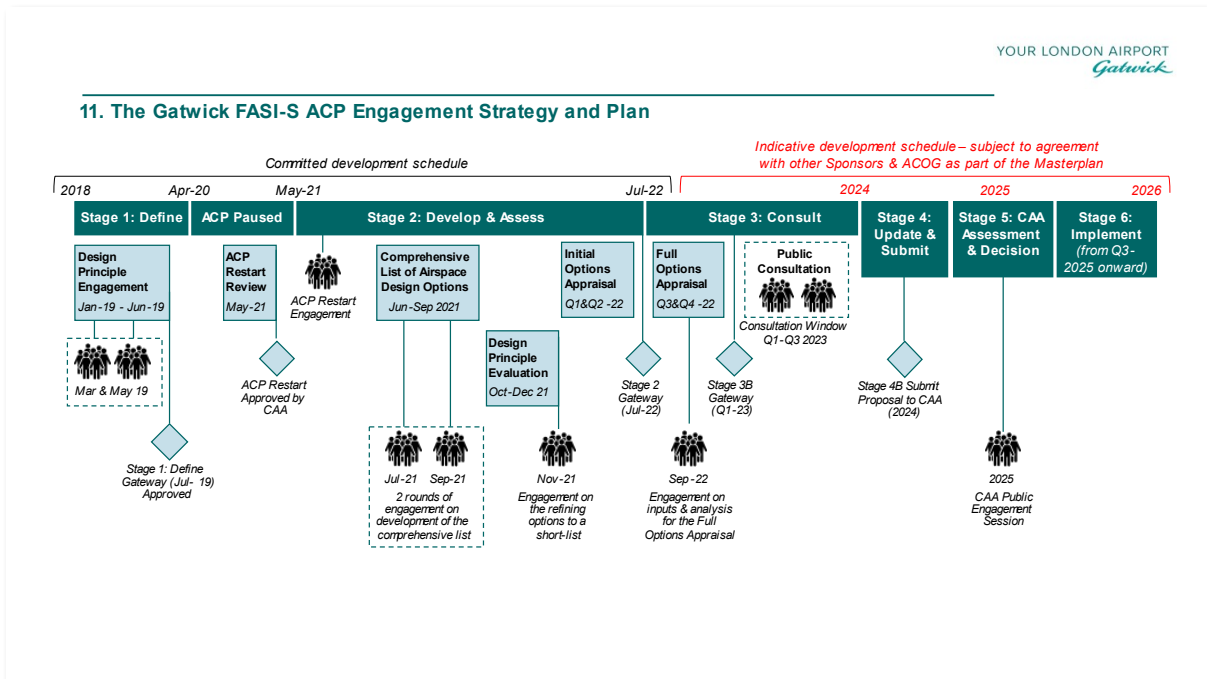 YOUR LONDON AIRPORT
Gatwick
11. The Gatwick FASI-S ACP Engagement Strategy and Plan
Committed development schedule
Indicative development schedule – subject to agreement
with other Sponsors & ACOG as part of the Masterplan
2018
Apr-20
May-21
Jul-22
2024
2025
2026
Stage 1: Define
ACP Paused
Stage 2: Develop & Assess
Stage 3: Consult
Stage 4:
Update &
Submit
Stage 5: CAA
Assessment
& Decision
Stage 6:
Implement
(from Q3-
2025 onward)
Design
Principle
Engagement
Jan-19 - Jun-19
Mar & May 19
Stage 1: Define
Gateway (Jul- 19)
Approved
ACP
Restart
Review
May-21
ACP Restart
Approved by
CAA
ACP Restart
Engagement
Comprehensive
List of Airspace
Design Options
Jun-Sep 2021
Jul-21
Sep-21
2 rounds of
engagement on
development of the
comprehensive list
Design
Principle
Evaluation
Oct-Dec 21
Nov-21
Engagement on
the refining
options to a
short-list
Initial
Options
Appraisal
Q1&Q2 -22
Stage 2
Gateway
(Jul-22)
Full
Options
Appraisal
Q3&Q4 -22
Sep-22
Engagement on
inputs & analysis
for the Full
Options Appraisal
Stage 3B
Gateway
(Q1-23)
Public
Consultation
Consultation Window
Q1-Q3 2023
Stage 4B Submit
Proposal to CAA
(2024)
2025
CAA Public
Engagement
Session